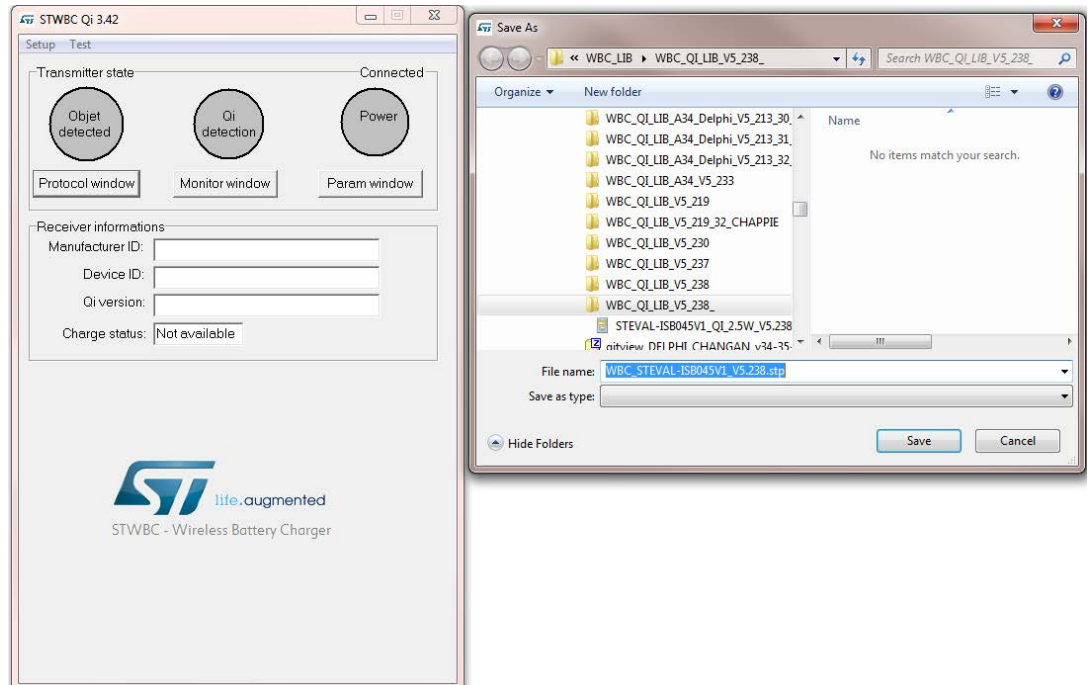 STWBC Qi 3.42
Setup Test
Transmitter state Connected
Objet detected
Qi detection
Power
Protocol window Monitor window Param window
Receiver informations
Manufacturer ID:
Device ID:
Qi version:
Charge status: Not available
ST life.augmented
STWBC - Wireless Battery Charger
Save As
« WBC_LIB ▸ WBC_QI_LIB_V5_238_
Search WBC_QI_LIB_V5_238_
Organize New folder
Name
No items match your search.
WBC_QI_LIB_A34_Delphi_V5_213_30_
WBC_QI_LIB_A34_Delphi_V5_213_31_
WBC_QI_LIB_A34_Delphi_V5_213_32_
WBC_QI_LIB_A34_V5_233
WBC_QI_LIB_V5_219
WBC_QI_LIB_V5_219_32_CHAPPIE
WBC_QI_LIB_V5_230
WBC_QI_LIB_V5_237
WBC_QI_LIB_V5_238
WBC_QI_LIB_V5_238_
STEVAL-ISB045V1_QI_2.5W_V5.238
gitview_DELPHI_CHANGAN_v34-35-
File name: WBC_STEVAL-ISB045V1_V5.238.stp
Save as type:
Hide Folders
Save Cancel